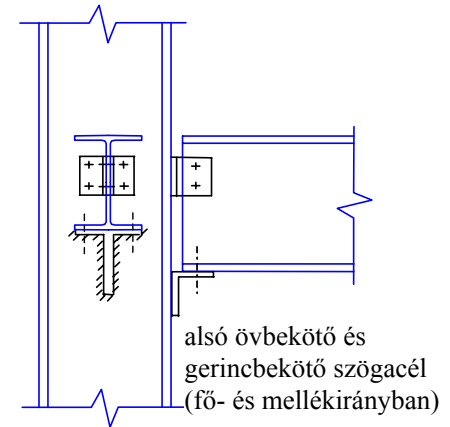 alsó övbekötő és
gerincbekötő szögacél
(fő- és mellékirányban)